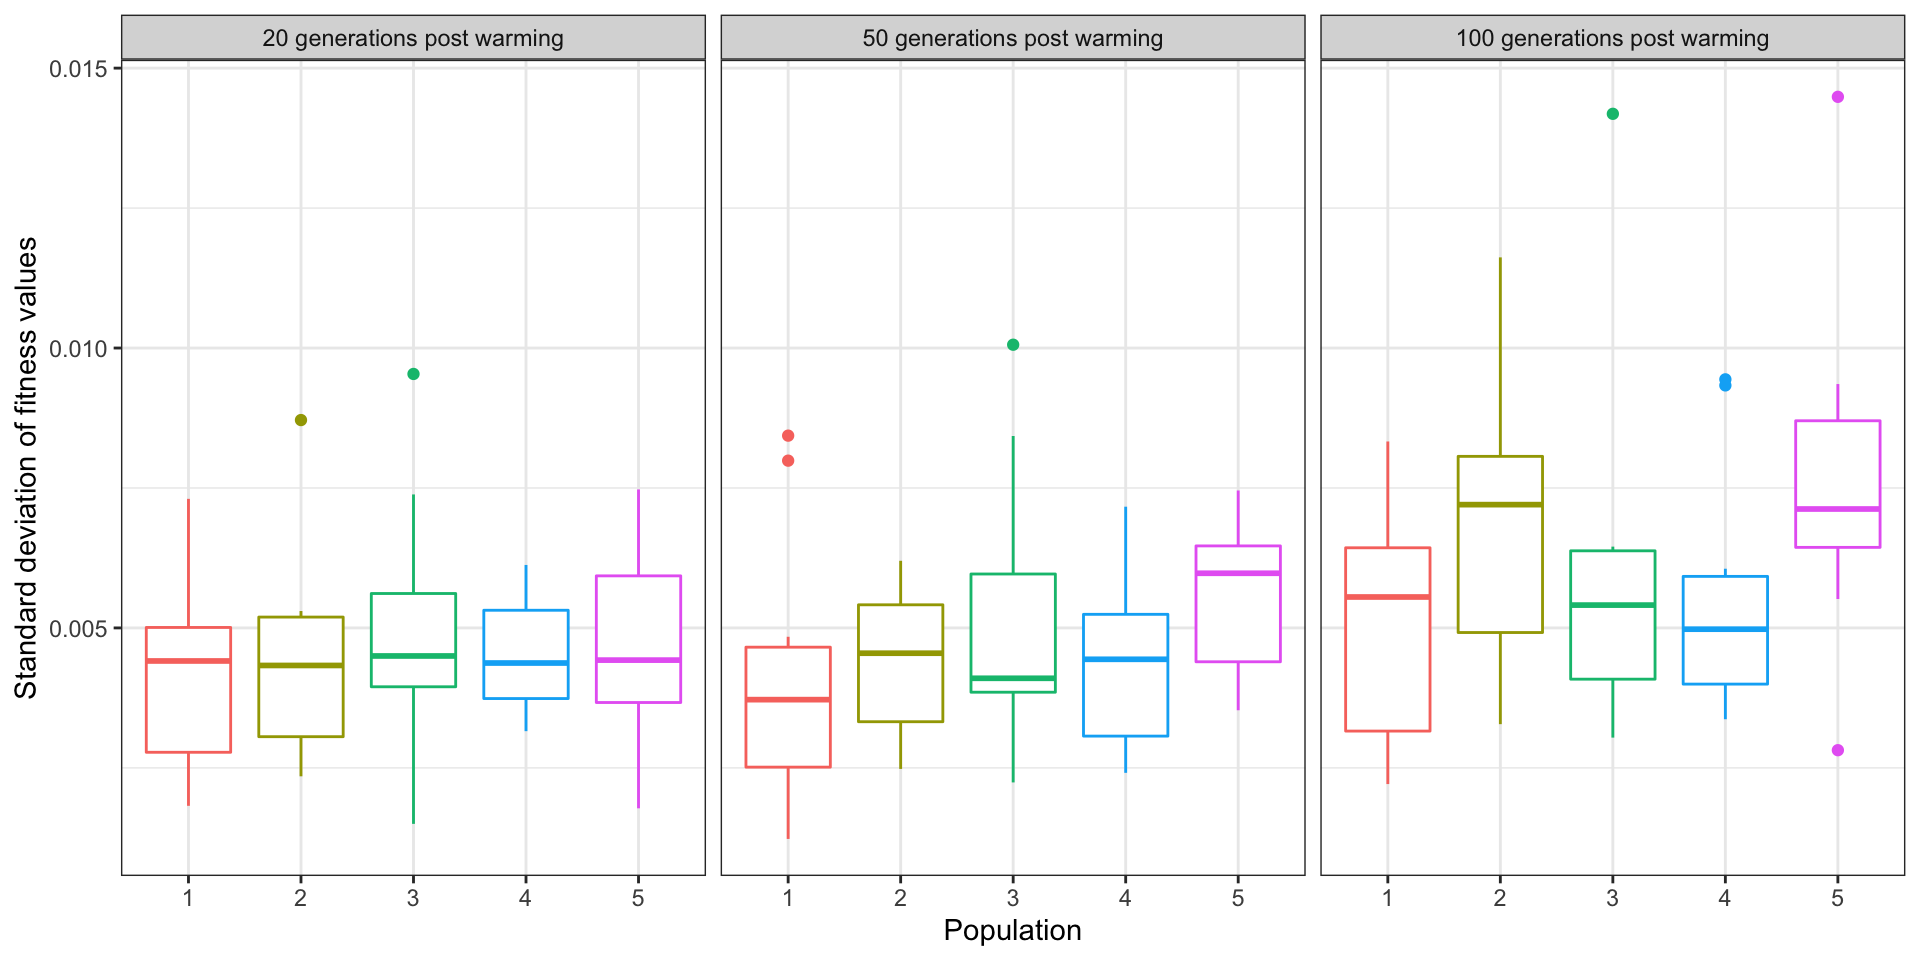 20 generations post warming
50 generations post warming
100 generations post warming
Standard deviation of fitness values
0.015
0.010
0.005
1 2 3 4 5
1 2 3 4 5
1 2 3 4 5
Population